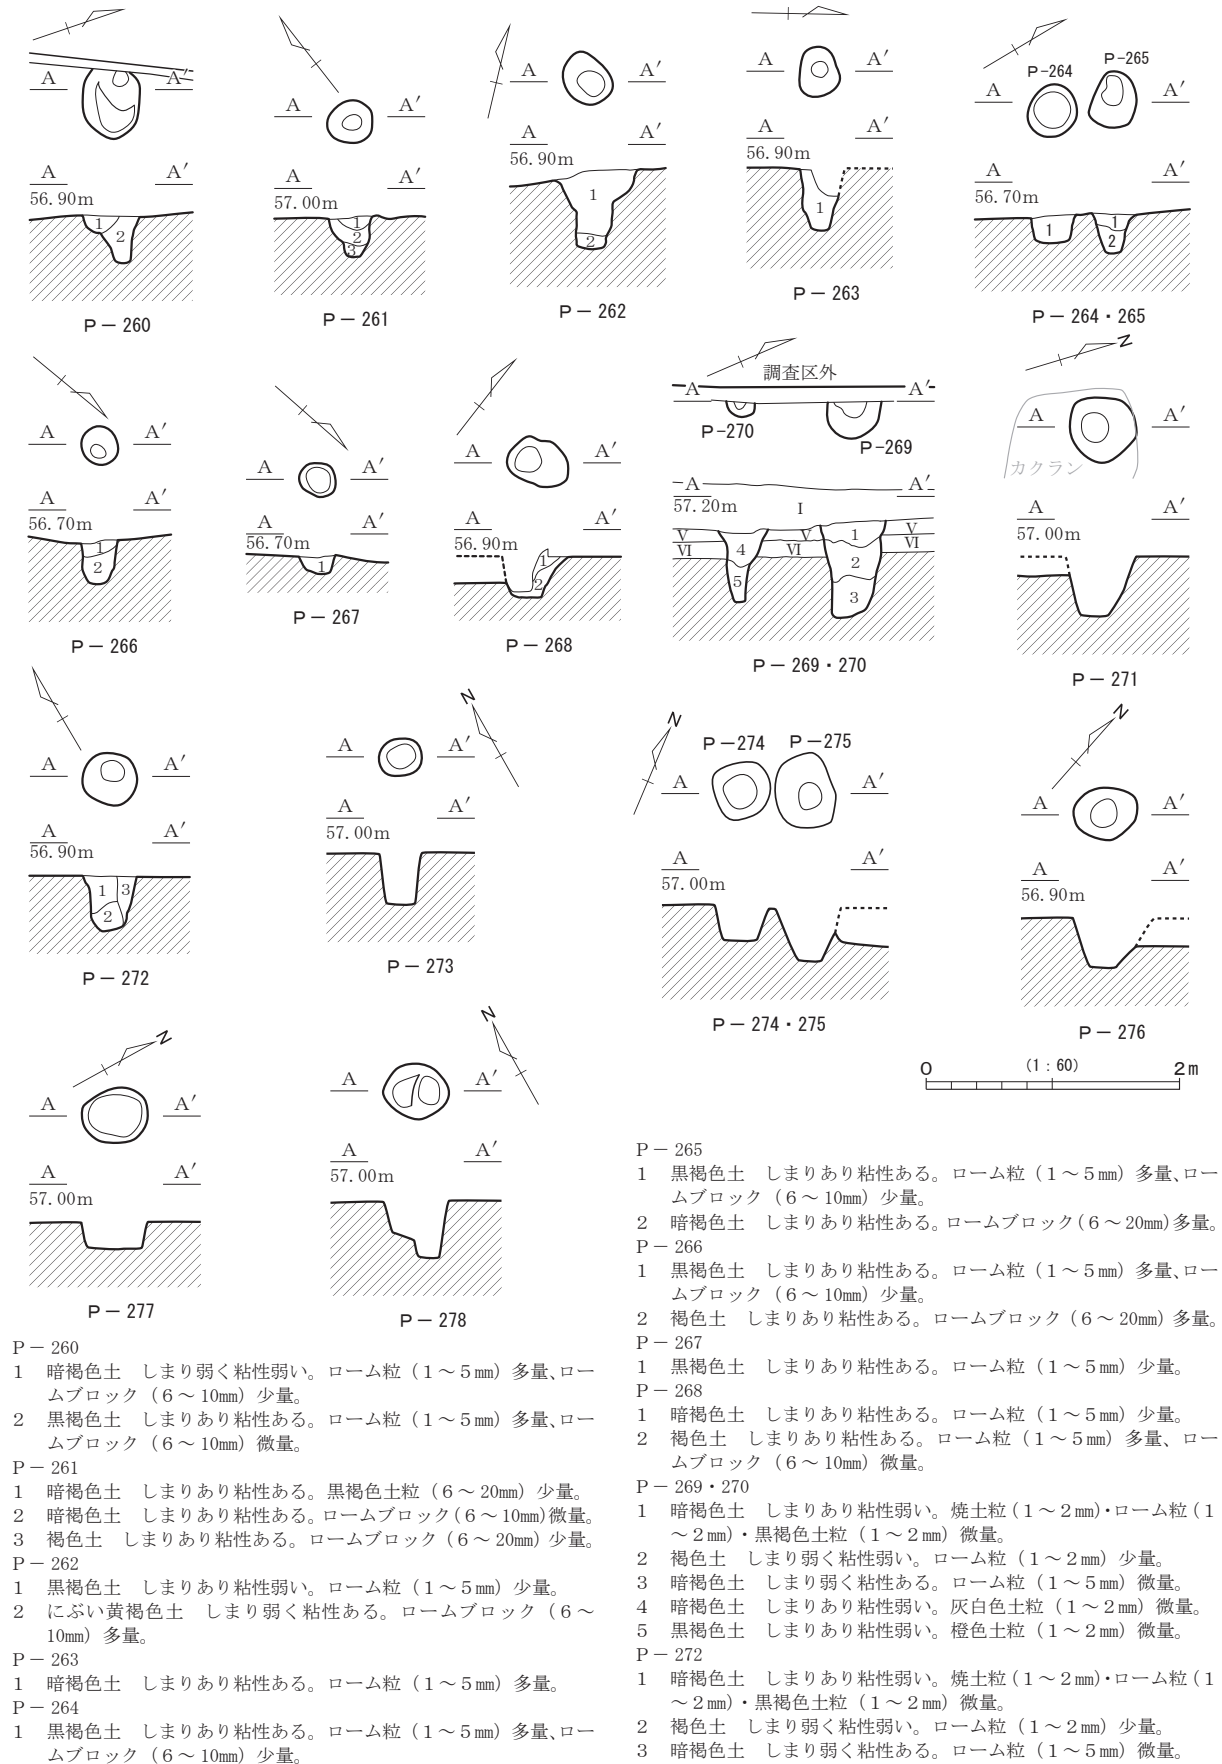 A A′
A A′
56.90m
1 2
P－260
A A′
A A′
57.00m
1
2
3
P－261
A A′
A A′
56.90m
1
2
P－262
A A′
A A′
56.90m
1
P－263
P-264 P-265
A A′
A A′
56.70m
1 1
2
P－264・265
A A′
A A′
56.70m
1
2
P－266
A A′
A A′
56.70m
1
P－267
A A′
A A′
56.90m
1
2
P－268
調査区外
A A′
P-270 P-269
A A′
57.20m
Ⅰ
Ⅴ Ⅴ Ⅴ
Ⅵ Ⅵ Ⅵ
4 1
5 2
3
P－269・270
N
A A′
カクラン
A A′
57.00m
P－271
A A′
A A′
56.90m
1 3
2
P－272
N
A A′
A A′
57.00m
P－273
N
P－274 P－275
A A′
A A′
57.00m
P－274・275
N
A A′
A A′
56.90m
P－276
N
A A′
A A′
57.00m
P－277
N
A A′
A A′
57.00m
P－278
0 (1：60) 2m
P－260
1 暗褐色土 しまり弱く粘性弱い。ローム粒（1～5㎜）多量、ロー
ムブロック（6～10㎜）少量。
2 黒褐色土 しまりあり粘性ある。ローム粒（1～5㎜）多量、ロー
ムブロック（6～10㎜）微量。
P－261
1 暗褐色土 しまりあり粘性ある。黒褐色土粒（6～20㎜）少量。
2 暗褐色土 しまりあり粘性ある。ロームブロック（6～10㎜）微量。
3 褐色土 しまりあり粘性ある。ロームブロック（6～20㎜）少量。
P－262
1 黒褐色土 しまりあり粘性弱い。ローム粒（1～5㎜）少量。
2 にぶい黄褐色土 しまり弱く粘性ある。ロームブロック（6～
10㎜）多量。
P－263
1 暗褐色土 しまりあり粘性ある。ローム粒（1～5㎜）多量。
P－264
1 黒褐色土 しまりあり粘性ある。ローム粒（1～5㎜）多量、ロー
ムブロック（6～10㎜）少量。
P－265
1 黒褐色土 しまりあり粘性ある。ローム粒（1～5㎜）多量、ロー
ムブロック（6～10㎜）少量。
2 暗褐色土 しまりあり粘性ある。ロームブロック（6～20㎜）多量。
P－266
1 黒褐色土 しまりあり粘性ある。ローム粒（1～5㎜）多量、ロー
ムブロック（6～10㎜）少量。
2 褐色土 しまりあり粘性ある。ロームブロック（6～20㎜）多量。
P－267
1 黒褐色土 しまりあり粘性ある。ローム粒（1～5㎜）少量。
P－268
1 暗褐色土 しまりあり粘性ある。ローム粒（1～5㎜）少量。
2 褐色土 しまりあり粘性ある。ローム粒（1～5㎜）多量、ロー
ムブロック（6～10㎜）微量。
P－269・270
1 暗褐色土 しまりあり粘性弱い。焼土粒（1～2㎜）・ローム粒（1
～2㎜）・黒褐色土粒（1～2㎜）微量。
2 褐色土 しまり弱く粘性弱い。ローム粒（1～2㎜）少量。
3 暗褐色土 しまり弱く粘性ある。ローム粒（1～5㎜）微量。
4 暗褐色土 しまりあり粘性弱い。灰白色土粒（1～2㎜）微量。
5 黒褐色土 しまりあり粘性弱い。橙色土粒（1～2㎜）微量。
P－272
1 暗褐色土 しまりあり粘性弱い。焼土粒（1～2㎜）・ローム粒（1
～2㎜）・黒褐色土粒（1～2㎜）微量。
2 褐色土 しまり弱く粘性弱い。ローム粒（1～2㎜）少量。
3 暗褐色土 しまり弱く粘性ある。ローム粒（1～5㎜）微量。